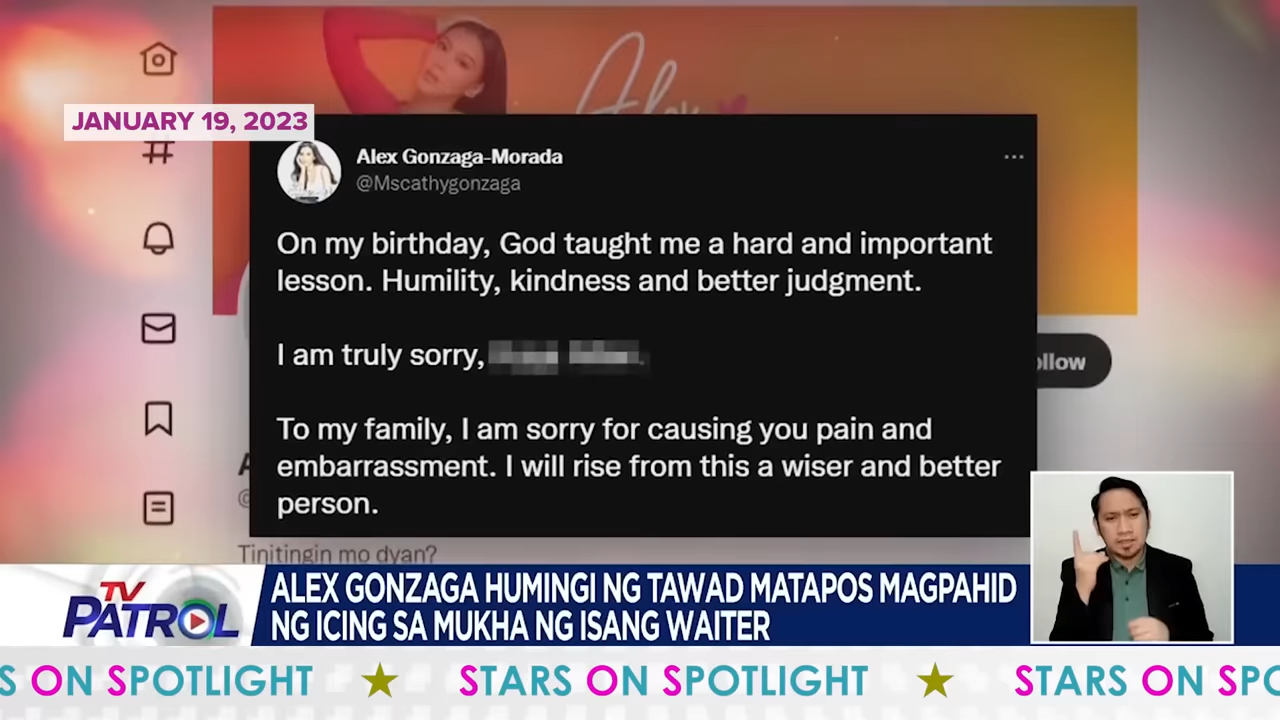 JANUARY 19, 2023
Alex
Alex Gonzaga-Morada
@Mscathygonzaga
On my birthday, God taught me a hard and important
lesson. Humility, kindness and better judgment.
I am truly sorry,
To my family, I am sorry for causing you pain and
embarrassment. I will rise from this a wiser and better
person.
ollow
Tinitingin mo dyan?
TV
PATROL
ALEX GONZAGA HUMINGI NG TAWAD MATAPOS MAGPAHID
NG ICING SA MUKHA NG ISANG WAITER
S ON SPOTLIGHT ★ STARS ON SPOTLIGHT ★ STARS ON SPO